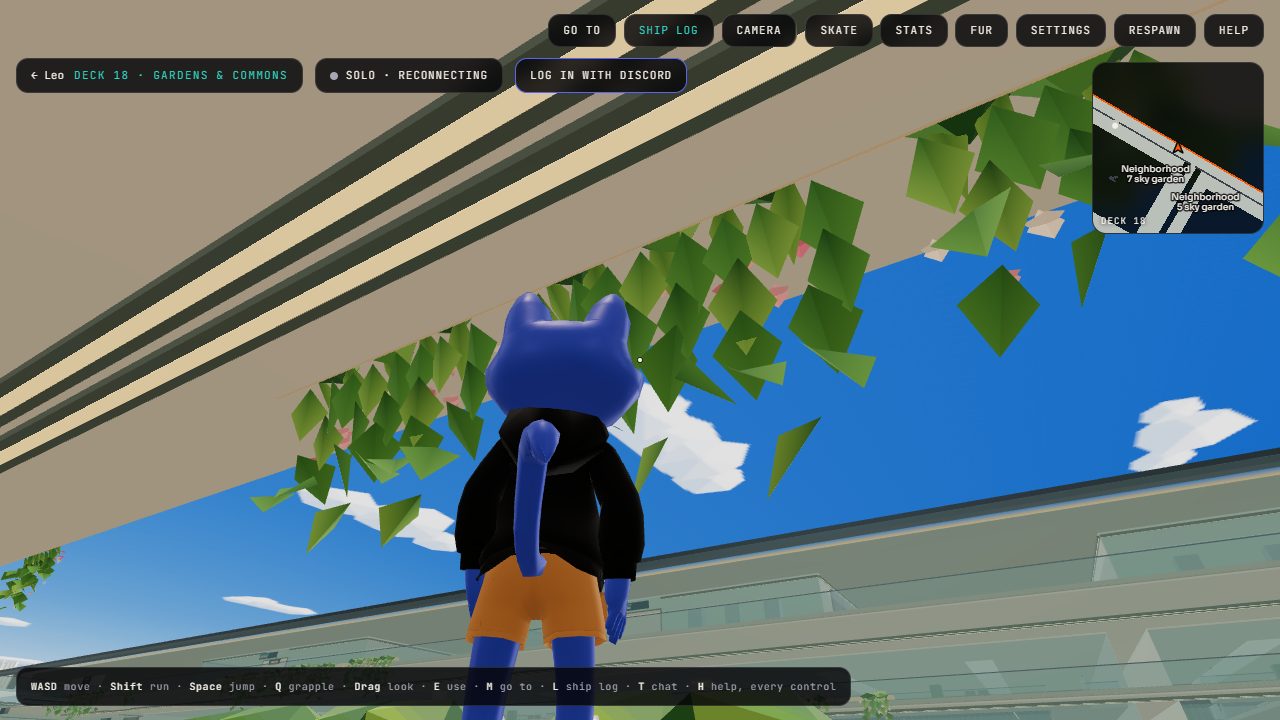 GO TO
SHIP LOG
CAMERA
SKATE
STATS
FUR
SETTINGS
RESPAWN
HELP
← Leo DECK 18 · GARDENS & COMMONS
SOLO · RECONNECTING
LOG IN WITH DISCORD
Neighborhood
7 sky garden
Neighborhood
5 sky garden
DECK 18
WASD move · Shift run · Space jump · Q grapple · Drag look · E use · M go to · L ship log · T chat · H help, every control